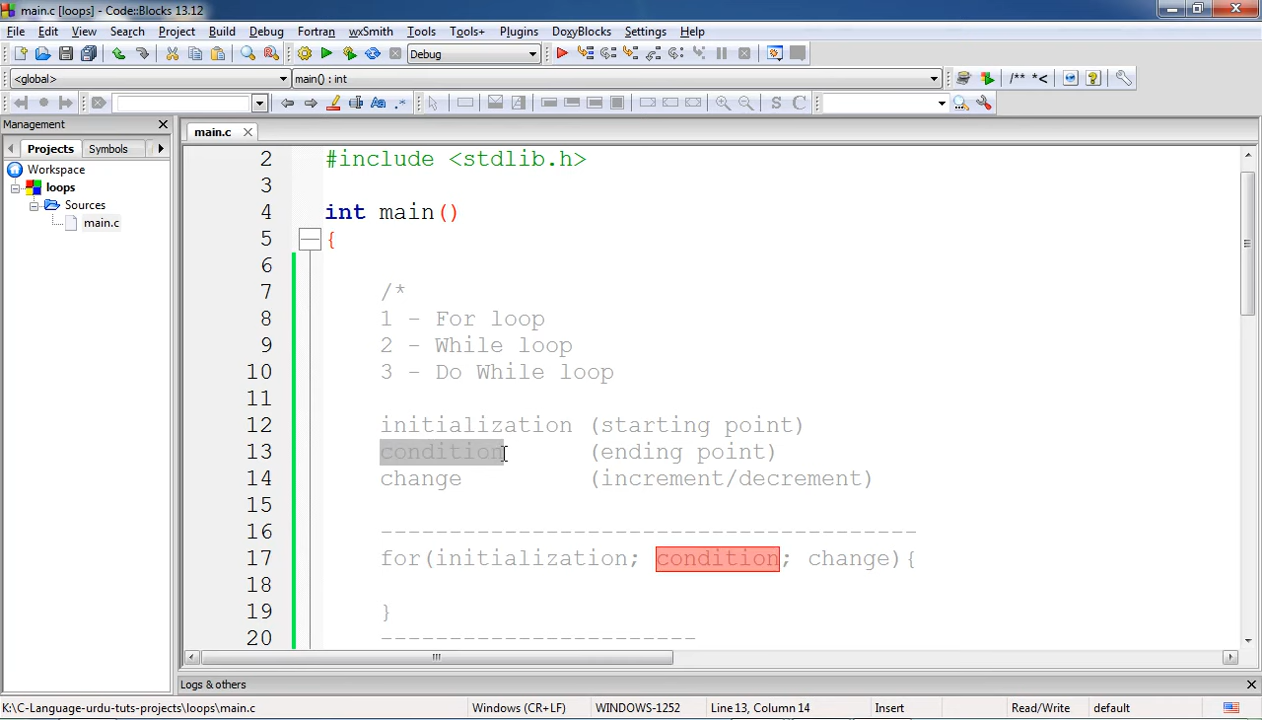 main.c [loops] - Code::Blocks 13.12
File Edit View Search Project Build Debug Fortran wxSmith Tools Tools+ Plugins DoxyBlocks Settings Help
Debug
<global>
main() : int
/** *<
Management
Projects Symbols
Workspace
loops
Sources
main.c
main.c
2 #include <stdlib.h>
3
4 int main()
5 {
6
7 /*
8 1 - For loop
9 2 - While loop
10 3 - Do While loop
11
12 initialization (starting point)
13 condition (ending point)
14 change (increment/decrement)
15
16 ---------------------------------------
17 for(initialization; condition; change){
18
19 }
20 -----------------------
Logs & others
K:\C-Language-urdu-tuts-projects\loops\main.c Windows (CR+LF) WINDOWS-1252 Line 13, Column 14 Insert Read/Write default